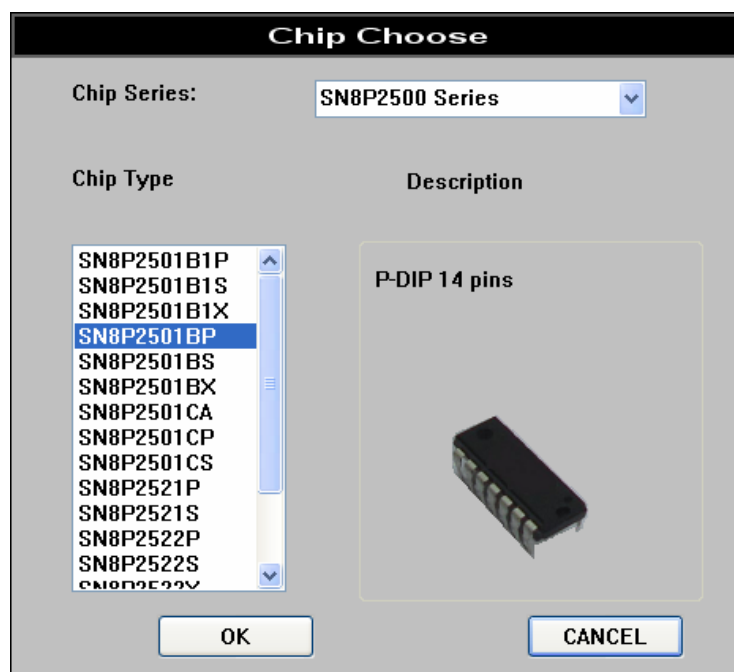 Chip Choose
Chip Series:
SN8P2500 Series
Chip Type
Description
SN8P2501B1P
SN8P2501B1S
SN8P2501B1X
SN8P2501BP
SN8P2501BS
SN8P2501BX
SN8P2501CA
SN8P2501CP
SN8P2501CS
SN8P2521P
SN8P2521S
SN8P2522P
SN8P2522S
P-DIP 14 pins
OK
CANCEL